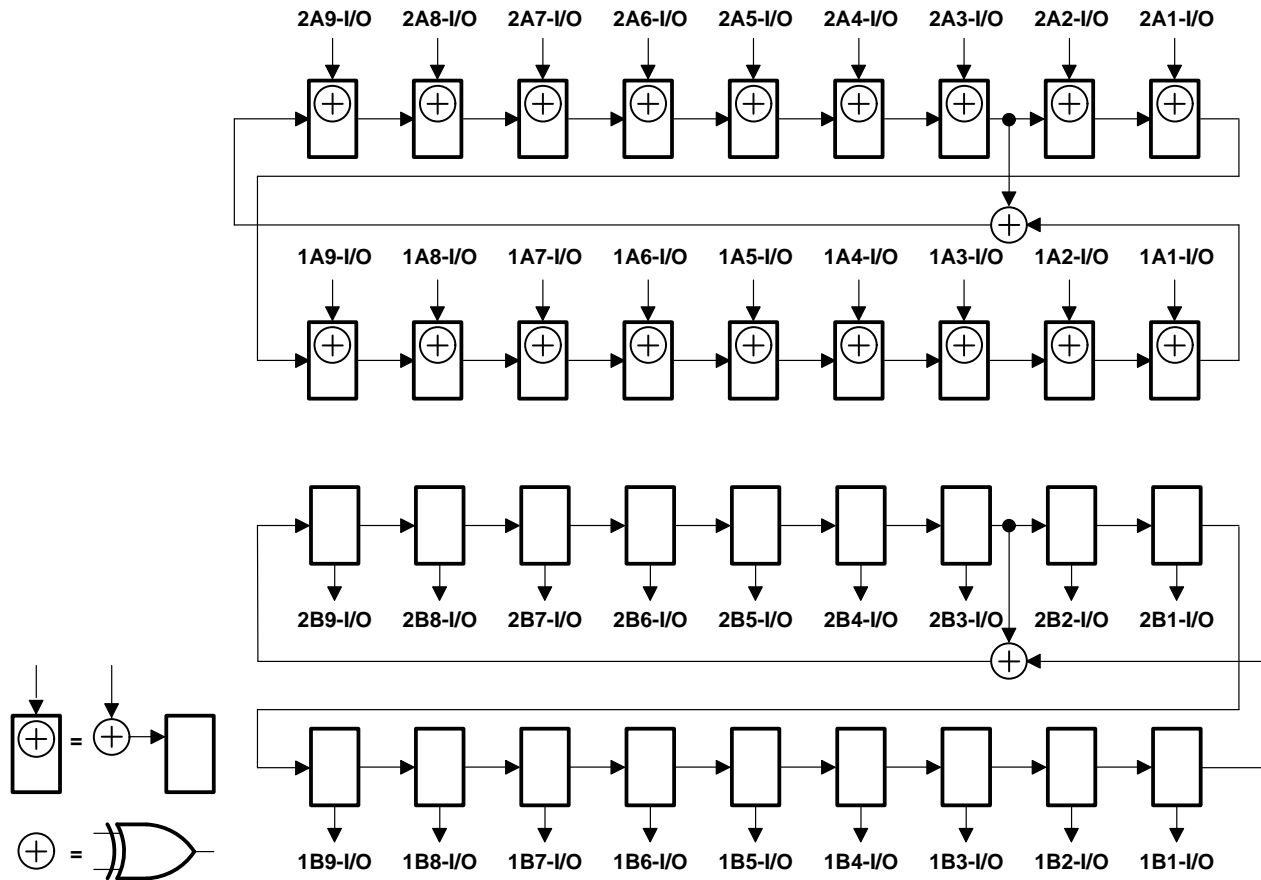 2A9-I/O 2A8-I/O 2A7-I/O 2A6-I/O 2A5-I/O 2A4-I/O 2A3-I/O 2A2-I/O 2A1-I/O
1A9-I/O 1A8-I/O 1A7-I/O 1A6-I/O 1A5-I/O 1A4-I/O 1A3-I/O 1A2-I/O 1A1-I/O
2B9-I/O 2B8-I/O 2B7-I/O 2B6-I/O 2B5-I/O 2B4-I/O 2B3-I/O 2B2-I/O 2B1-I/O
=
=
1B9-I/O 1B8-I/O 1B7-I/O 1B6-I/O 1B5-I/O 1B4-I/O 1B3-I/O 1B2-I/O 1B1-I/O